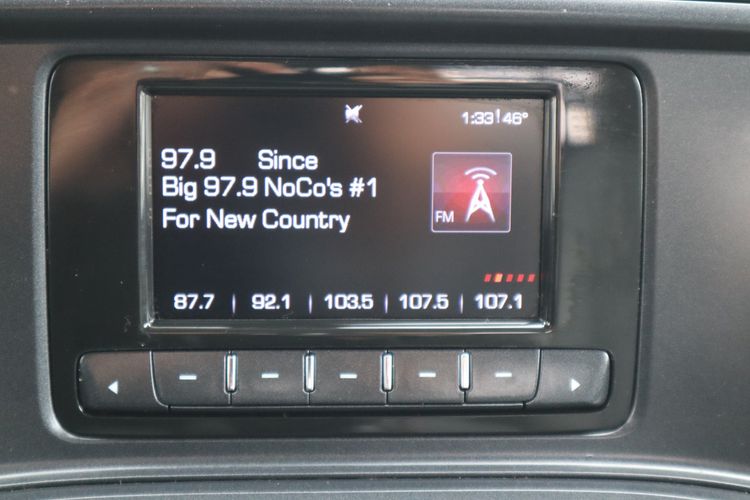 1:33 46°
97.9 Since
Big 97.9 NoCo's #1
For New Country
FM
87.7 92.1 103.5 107.5 107.1